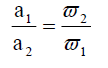 a₁/a₂ = ϖ₂/ϖ₁